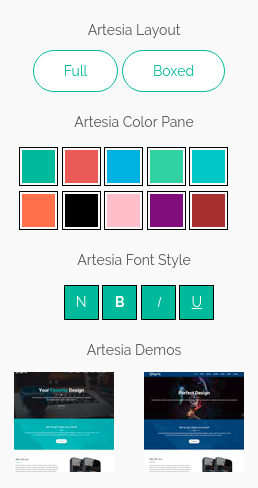 Artesia Layout
Full Boxed
Artesia Color Pane
Artesia Font Style
N B I U
Artesia Demos
Your Favorite Design
Perfect Design